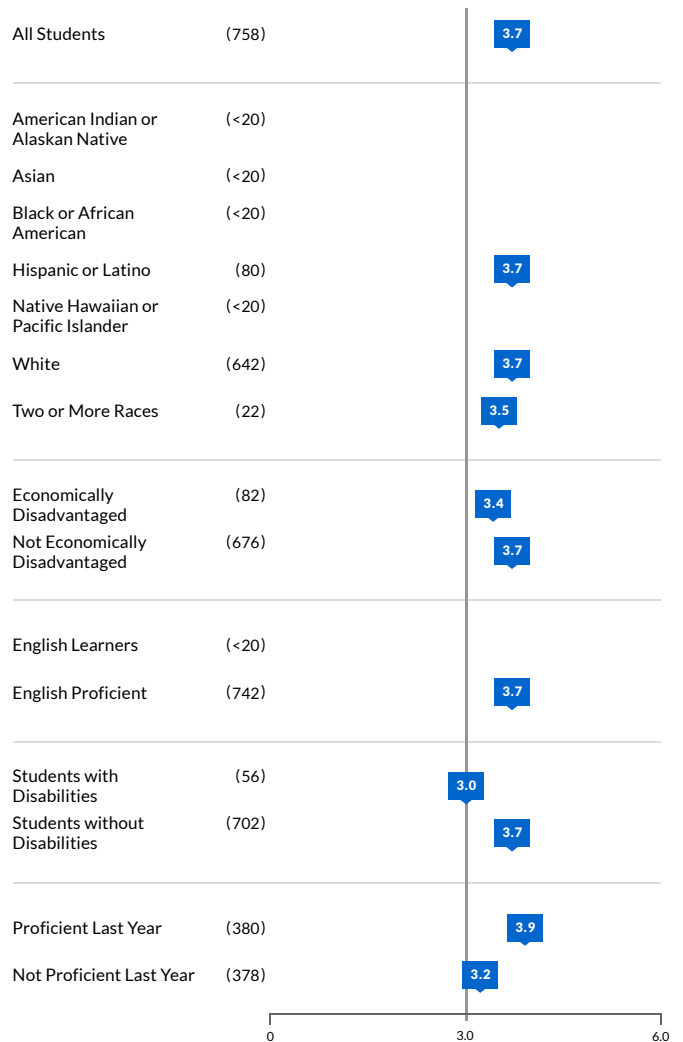 All Students (758) 3.7
American Indian or (<20)
Alaskan Native
Asian (<20)
Black or African (<20)
American
Hispanic or Latino (80) 3.7
Native Hawaiian or (<20)
Pacific Islander
White (642) 3.7
Two or More Races (22) 3.5
Economically (82) 3.4
Disadvantaged
Not Economically (676) 3.7
Disadvantaged
English Learners (<20)
English Proficient (742) 3.7
Students with (56) 3.0
Disabilities
Students without (702) 3.7
Disabilities
Proficient Last Year (380) 3.9
Not Proficient Last Year (378) 3.2
0 3.0 6.0